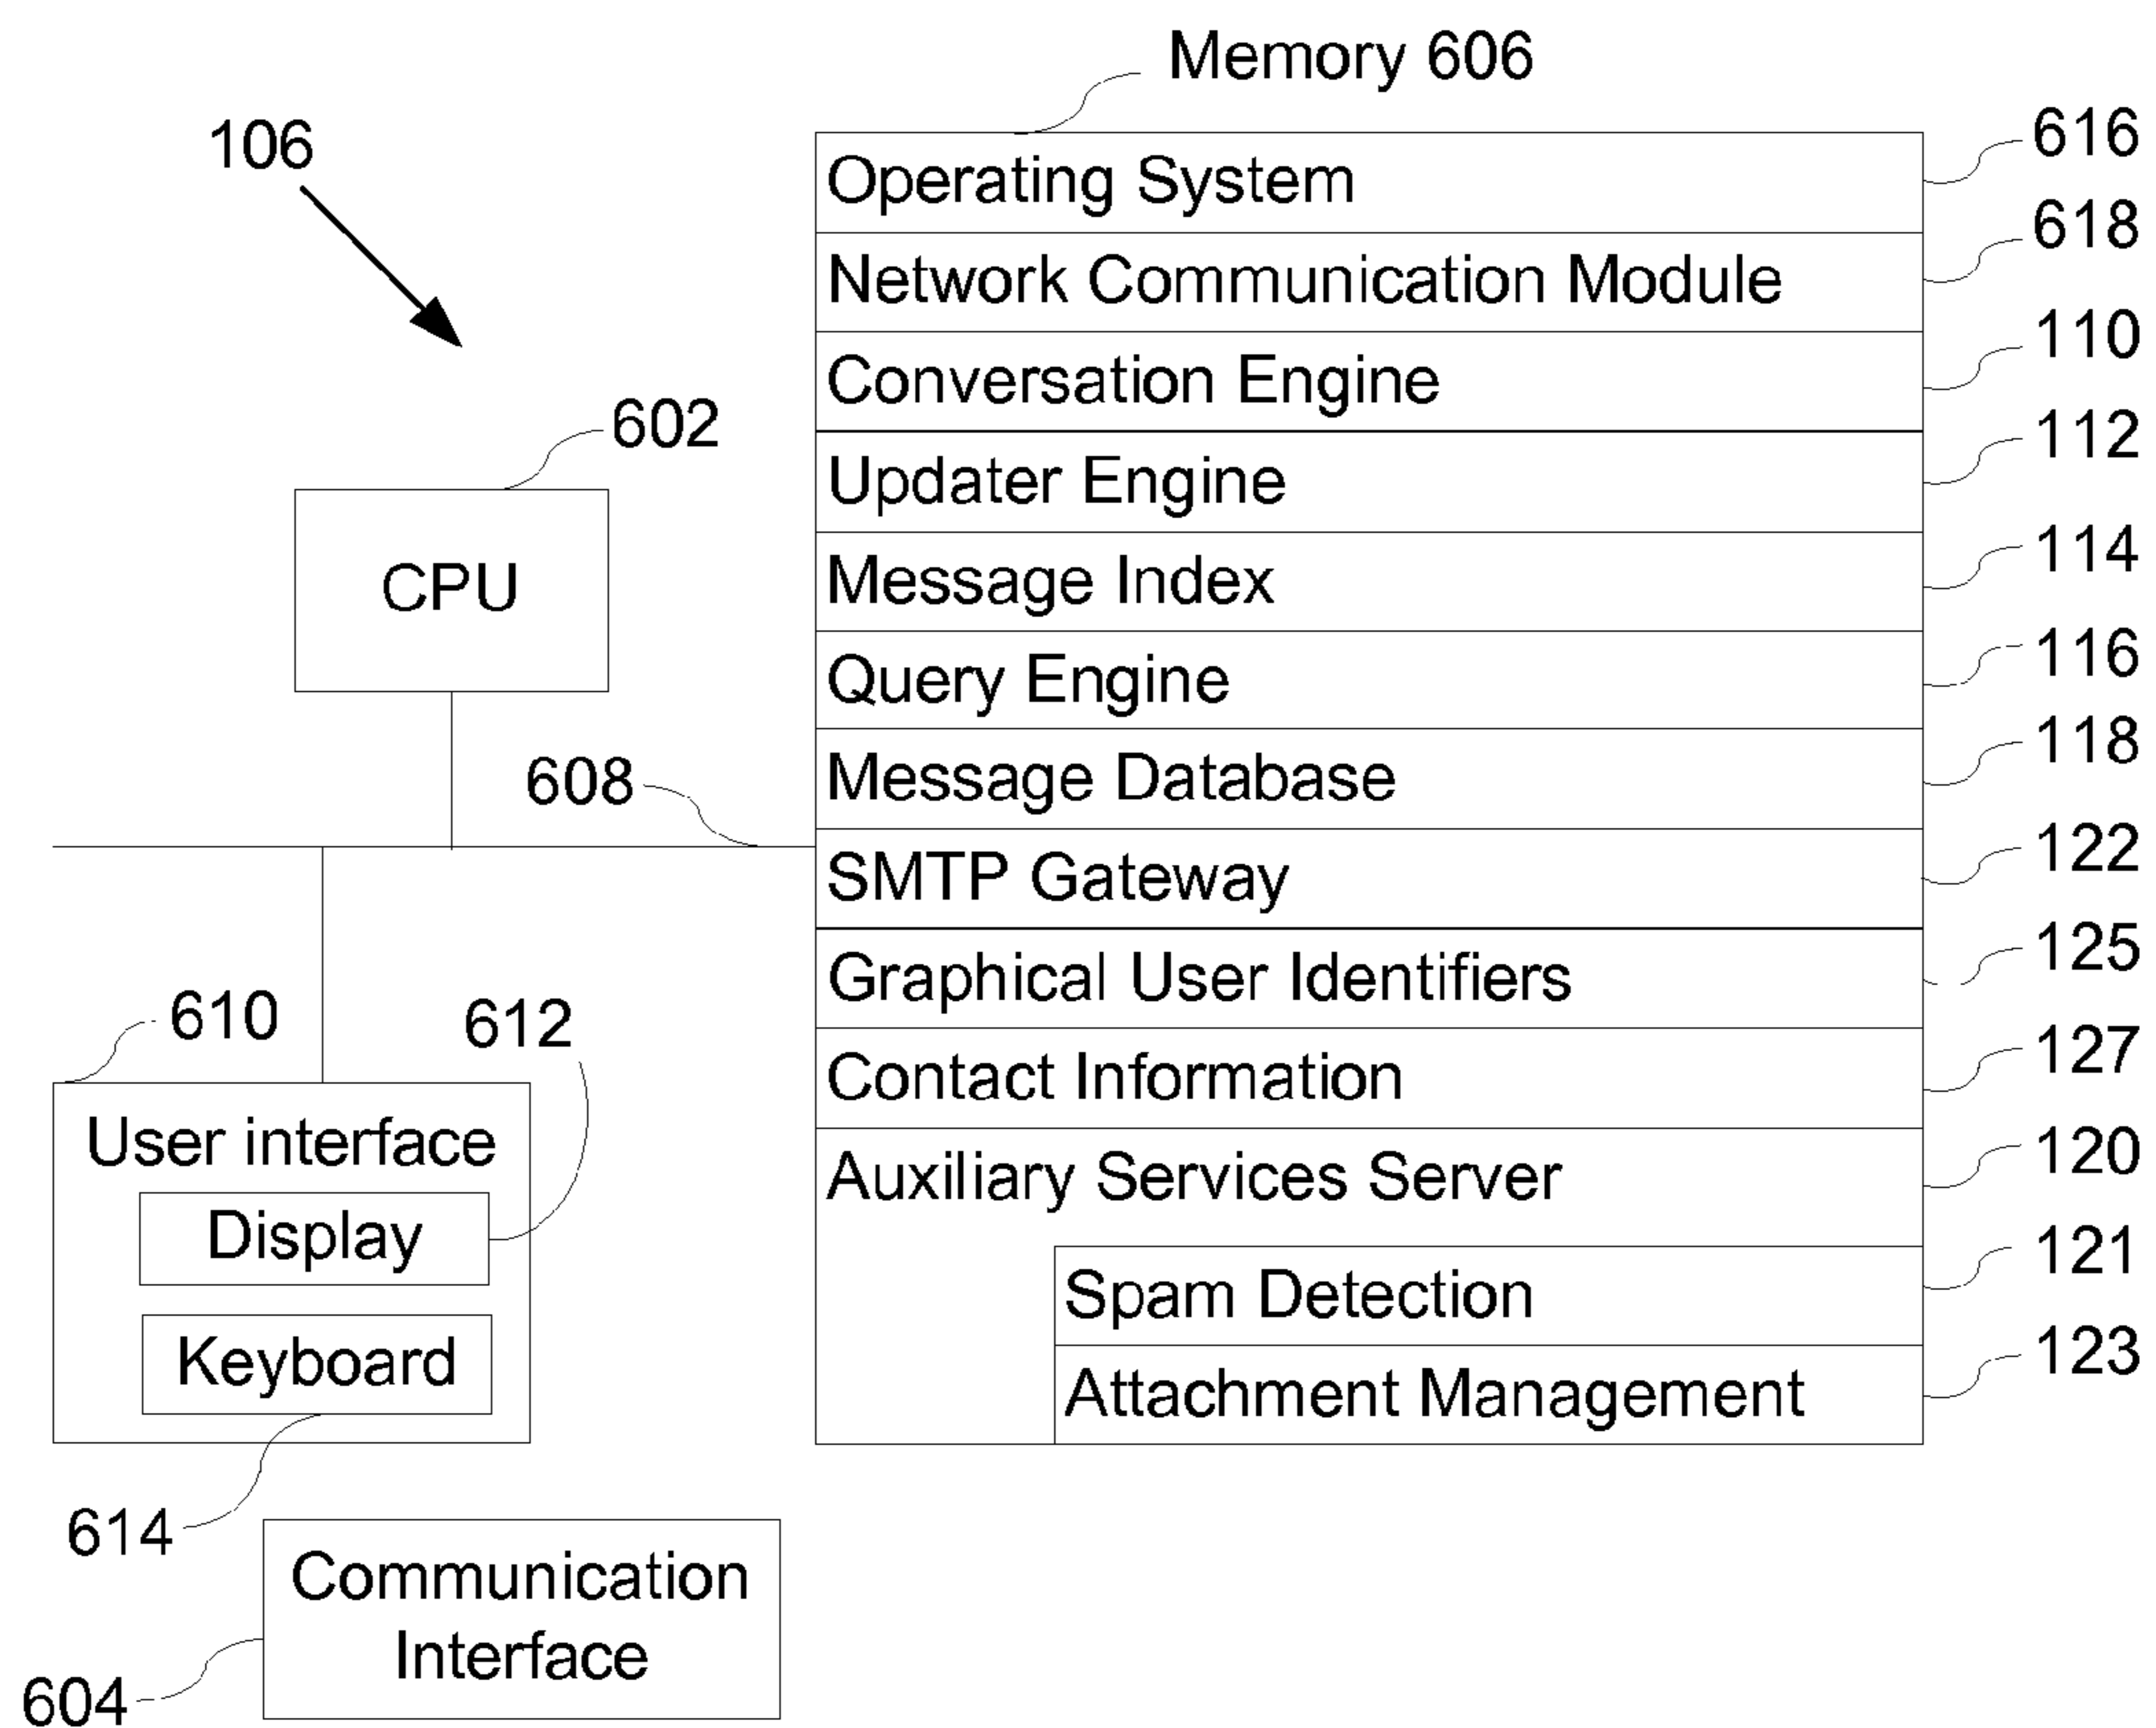 Memory 606
106
Operating System 616
Network Communication Module 618
Conversation Engine 110
602
Updater Engine 112
CPU
Message Index 114
Query Engine 116
608
Message Database 118
SMTP Gateway 122
Graphical User Identifiers 125
610
612
Contact Information 127
User interface
Auxiliary Services Server 120
Display
Spam Detection 121
Keyboard
Attachment Management 123
614
Communication
Interface
604